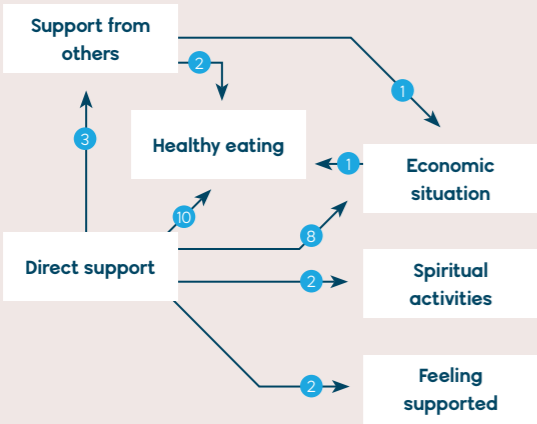 Support from
others
2
1
3
Healthy eating
1
Economic
situation
10
8
Direct support
2
Spiritual
activities
2
Feeling
supported